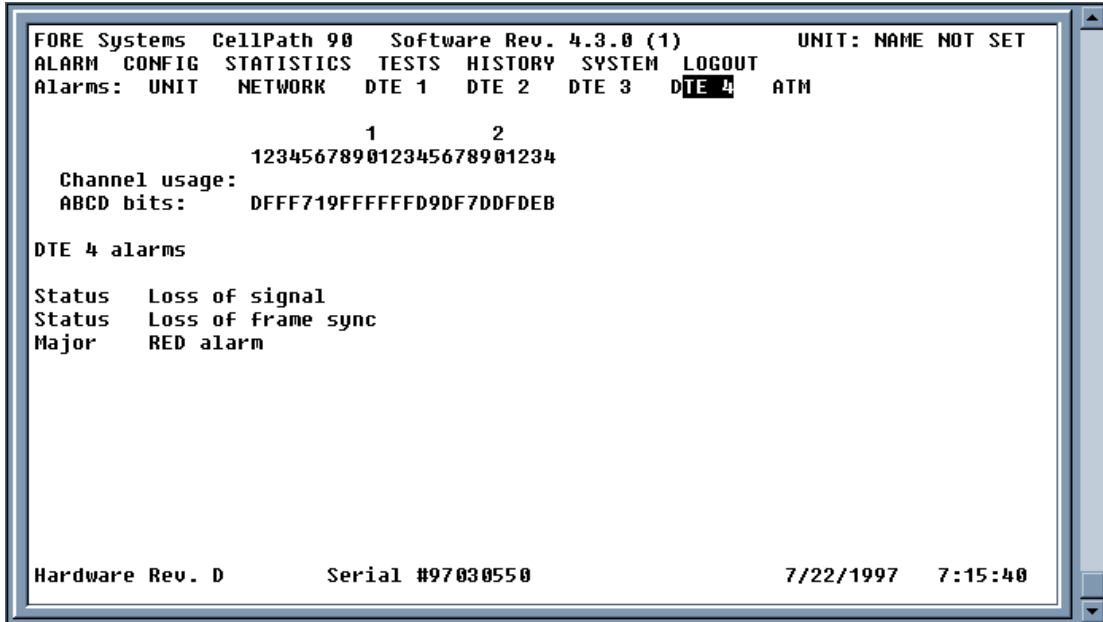 FORE Systems  CellPath 90   Software Rev. 4.3.0 (1)             UNIT: NAME NOT SET
ALARM  CONFIG   STATISTICS   TESTS   HISTORY   SYSTEM   LOGOUT
Alarms:  UNIT    NETWORK    DTE 1    DTE 2    DTE 3    DTE 4    ATM
1             2
123456789012345678901234
Channel usage:
ABCD bits:      DFFF719FFFFFFD9DF7DDFDEB
DTE 4 alarms
Status   Loss of signal
Status   Loss of frame sync
Major    RED alarm
Hardware Rev. D          Serial #97030550                    7/22/1997   7:15:40